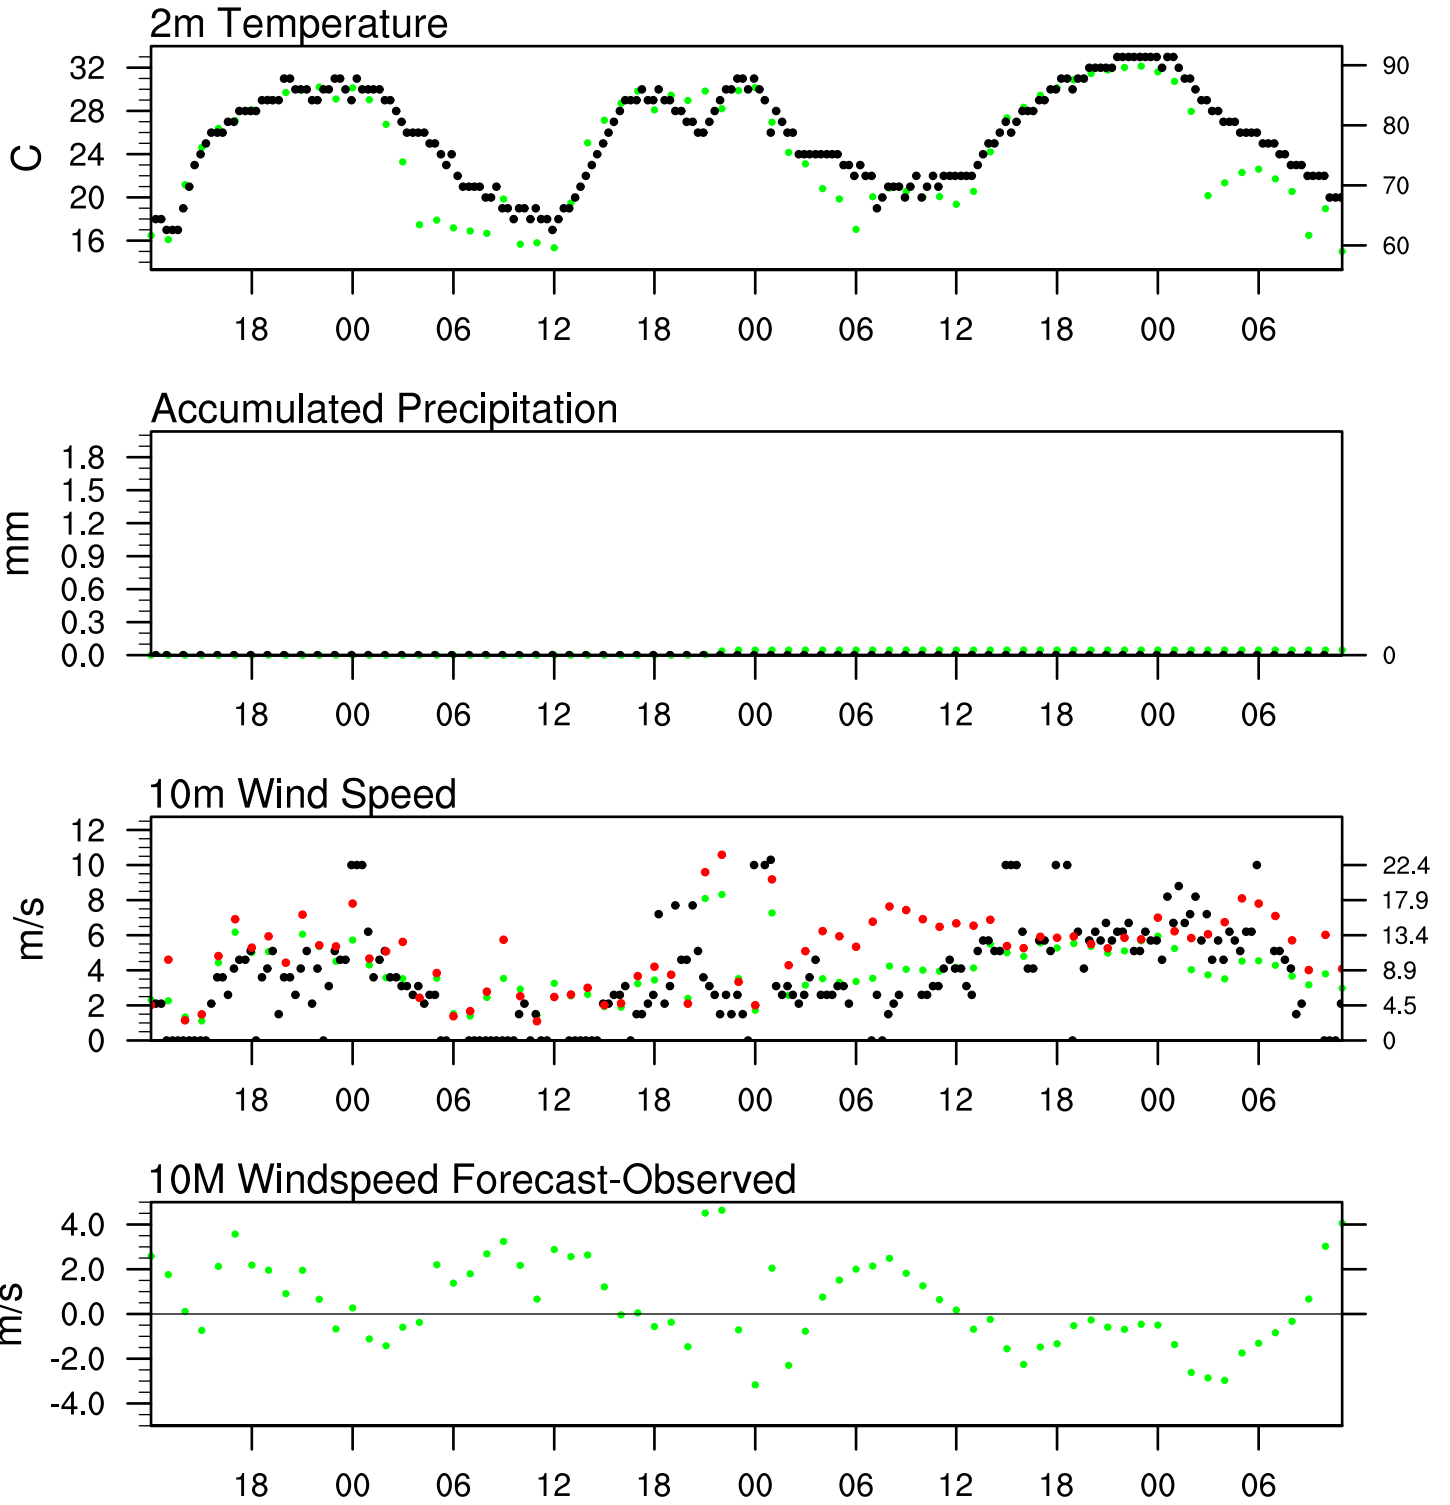 2m Temperature
32
28
24
20
16
C
90
80
70
60
18 00 06 12 18 00 06 12 18 00 06
Accumulated Precipitation
1.8
1.5
1.2
0.9
0.6
0.3
0.0
mm
0
18 00 06 12 18 00 06 12 18 00 06
10m Wind Speed
12
10
8
6
4
2
0
m/s
22.4
17.9
13.4
8.9
4.5
0
18 00 06 12 18 00 06 12 18 00 06
10M Windspeed Forecast-Observed
4.0
2.0
0.0
-2.0
-4.0
m/s
18 00 06 12 18 00 06 12 18 00 06